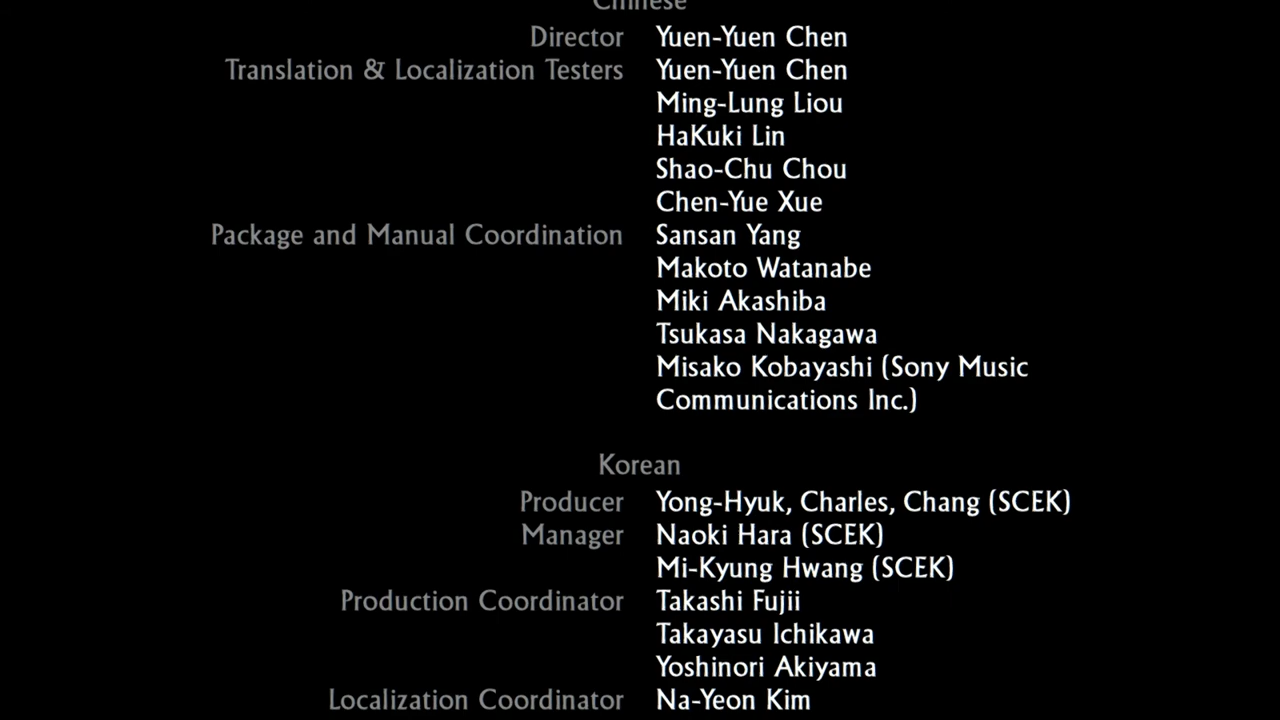 Chinese
Director Yuen-Yuen Chen
Translation & Localization Testers Yuen-Yuen Chen
Ming-Lung Liou
HaKuki Lin
Shao-Chu Chou
Chen-Yue Xue
Package and Manual Coordination Sansan Yang
Makoto Watanabe
Miki Akashiba
Tsukasa Nakagawa
Misako Kobayashi (Sony Music
Communications Inc.)
Korean
Producer Yong-Hyuk, Charles, Chang (SCEK)
Manager Naoki Hara (SCEK)
Mi-Kyung Hwang (SCEK)
Production Coordinator Takashi Fujii
Takayasu Ichikawa
Yoshinori Akiyama
Localization Coordinator Na-Yeon Kim